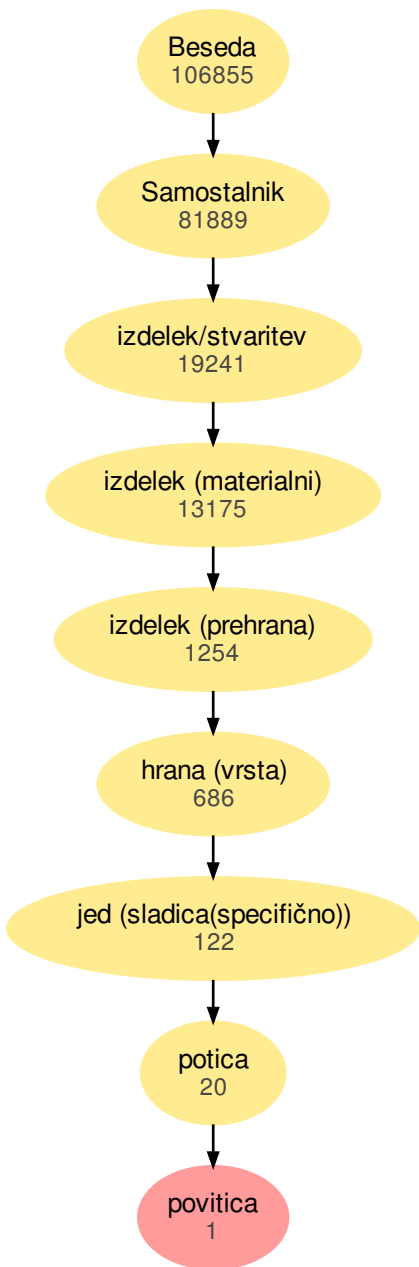 Beseda
106855
Samostalnik
81889
izdelek/stvaritev
19241
izdelek (materialni)
13175
izdelek (prehrana)
1254
hrana (vrsta)
686
jed (sladica(specifično))
122
potica
20
povitica
1